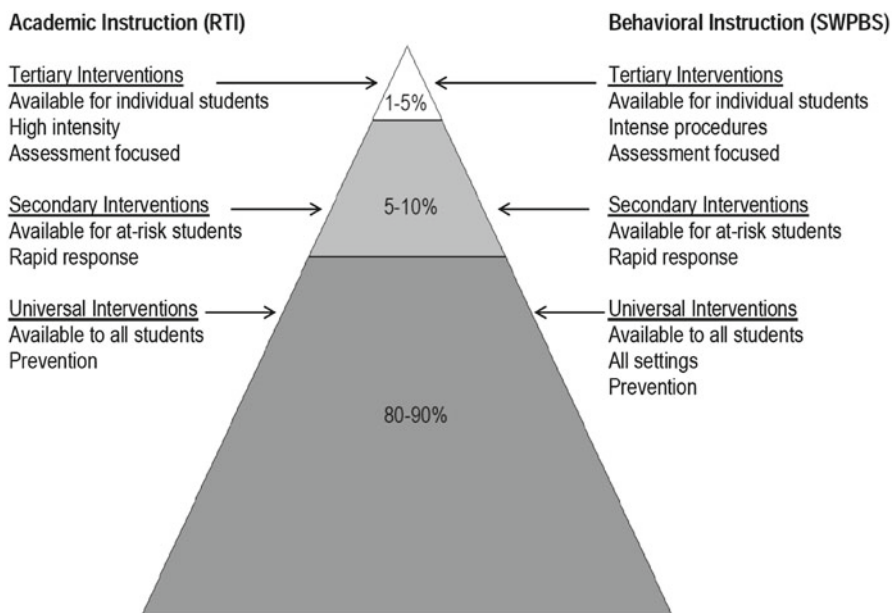 Academic Instruction (RTI)
Tertiary Interventions
Available for individual students
High intensity
Assessment focused
Secondary Interventions
Available for at-risk students
Rapid response
Universal Interventions
Available to all students
Prevention
1-5%
5-10%
80-90%
Behavioral Instruction (SWPBS)
Tertiary Interventions
Available for individual students
Intense procedures
Assessment focused
Secondary Interventions
Available for at-risk students
Rapid response
Universal Interventions
Available to all students
All settings
Prevention